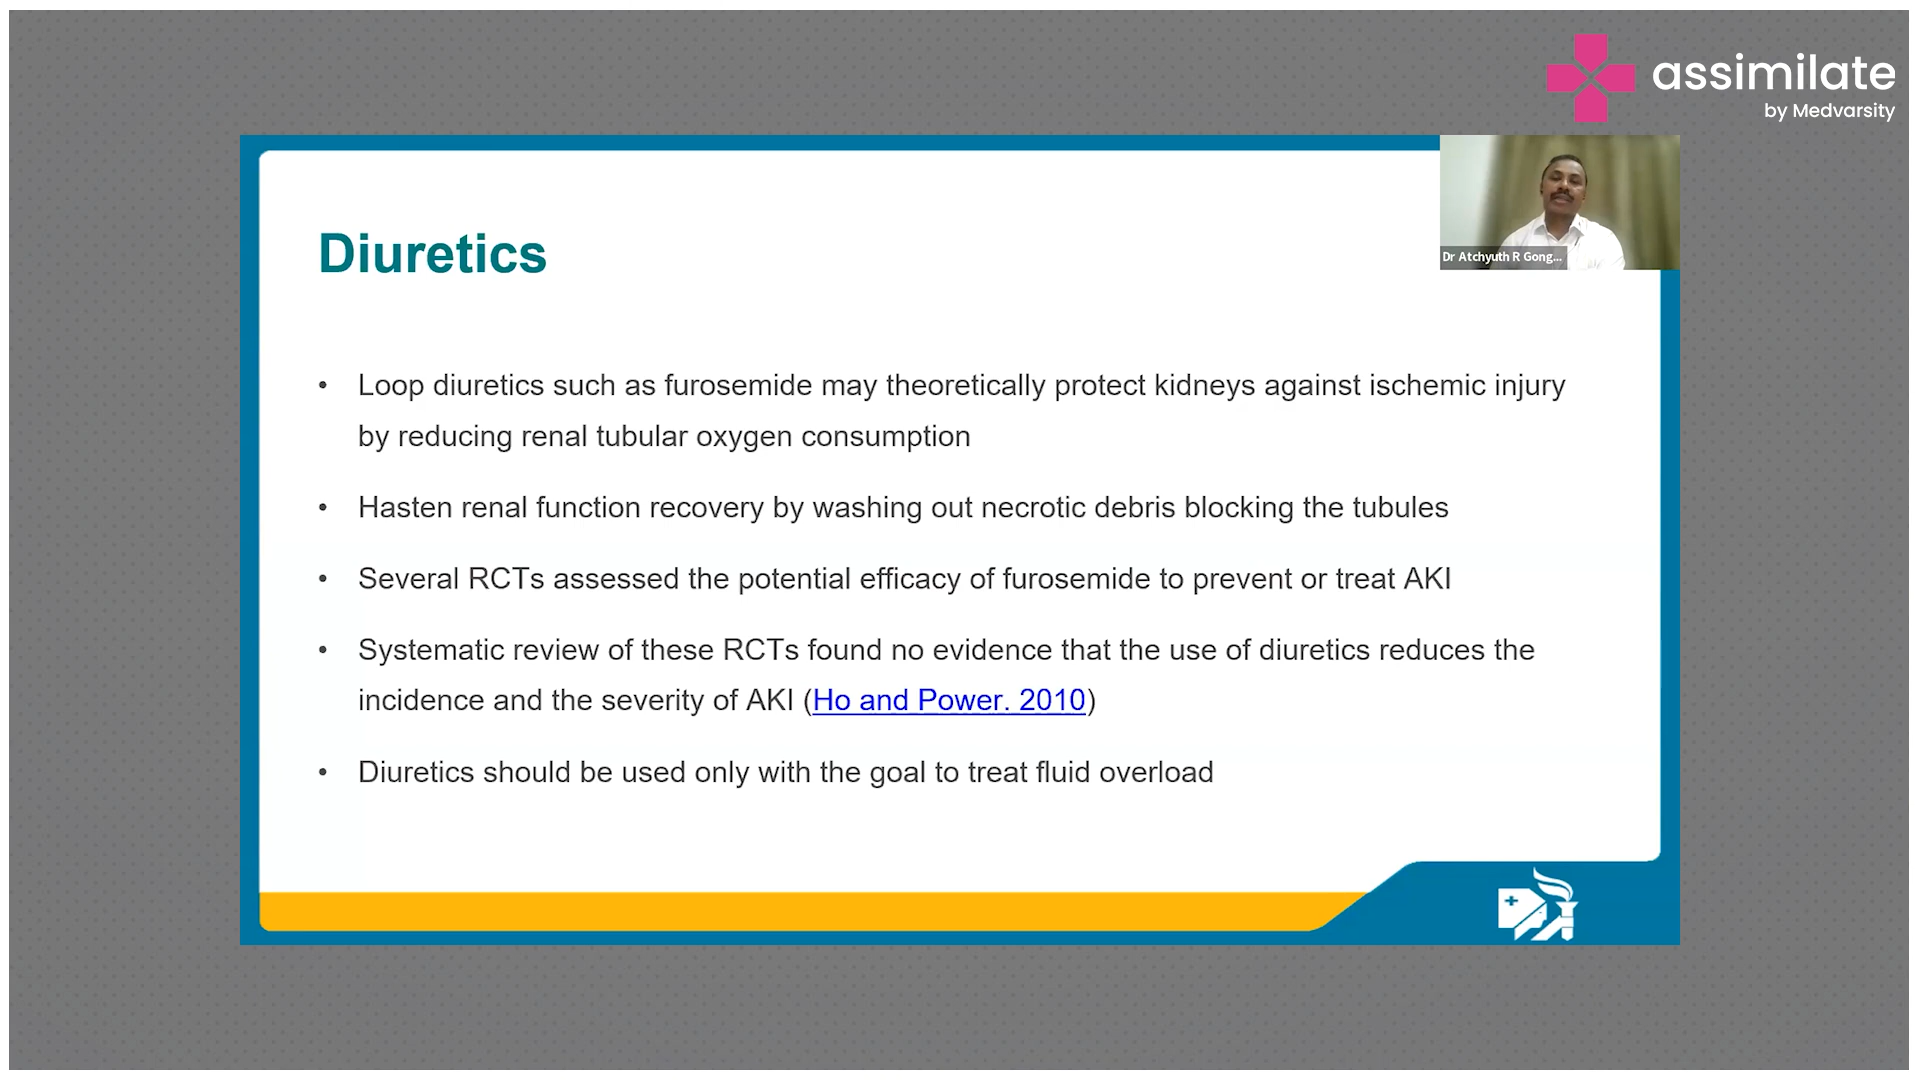 assimilate
by Medvarsity
Dr Atchyuth R Gong...
Diuretics
• Loop diuretics such as furosemide may theoretically protect kidneys against ischemic injury
by reducing renal tubular oxygen consumption
• Hasten renal function recovery by washing out necrotic debris blocking the tubules
• Several RCTs assessed the potential efficacy of furosemide to prevent or treat AKI
• Systematic review of these RCTs found no evidence that the use of diuretics reduces the
incidence and the severity of AKI (Ho and Power. 2010)
• Diuretics should be used only with the goal to treat fluid overload